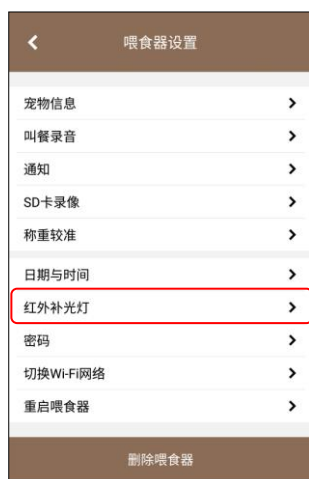 喂食器设置
宠物信息
叫餐录音
通知
SD卡录像
称重较准
日期与时间
红外补光灯
密码
切换Wi-Fi网络
重启喂食器
删除喂食器